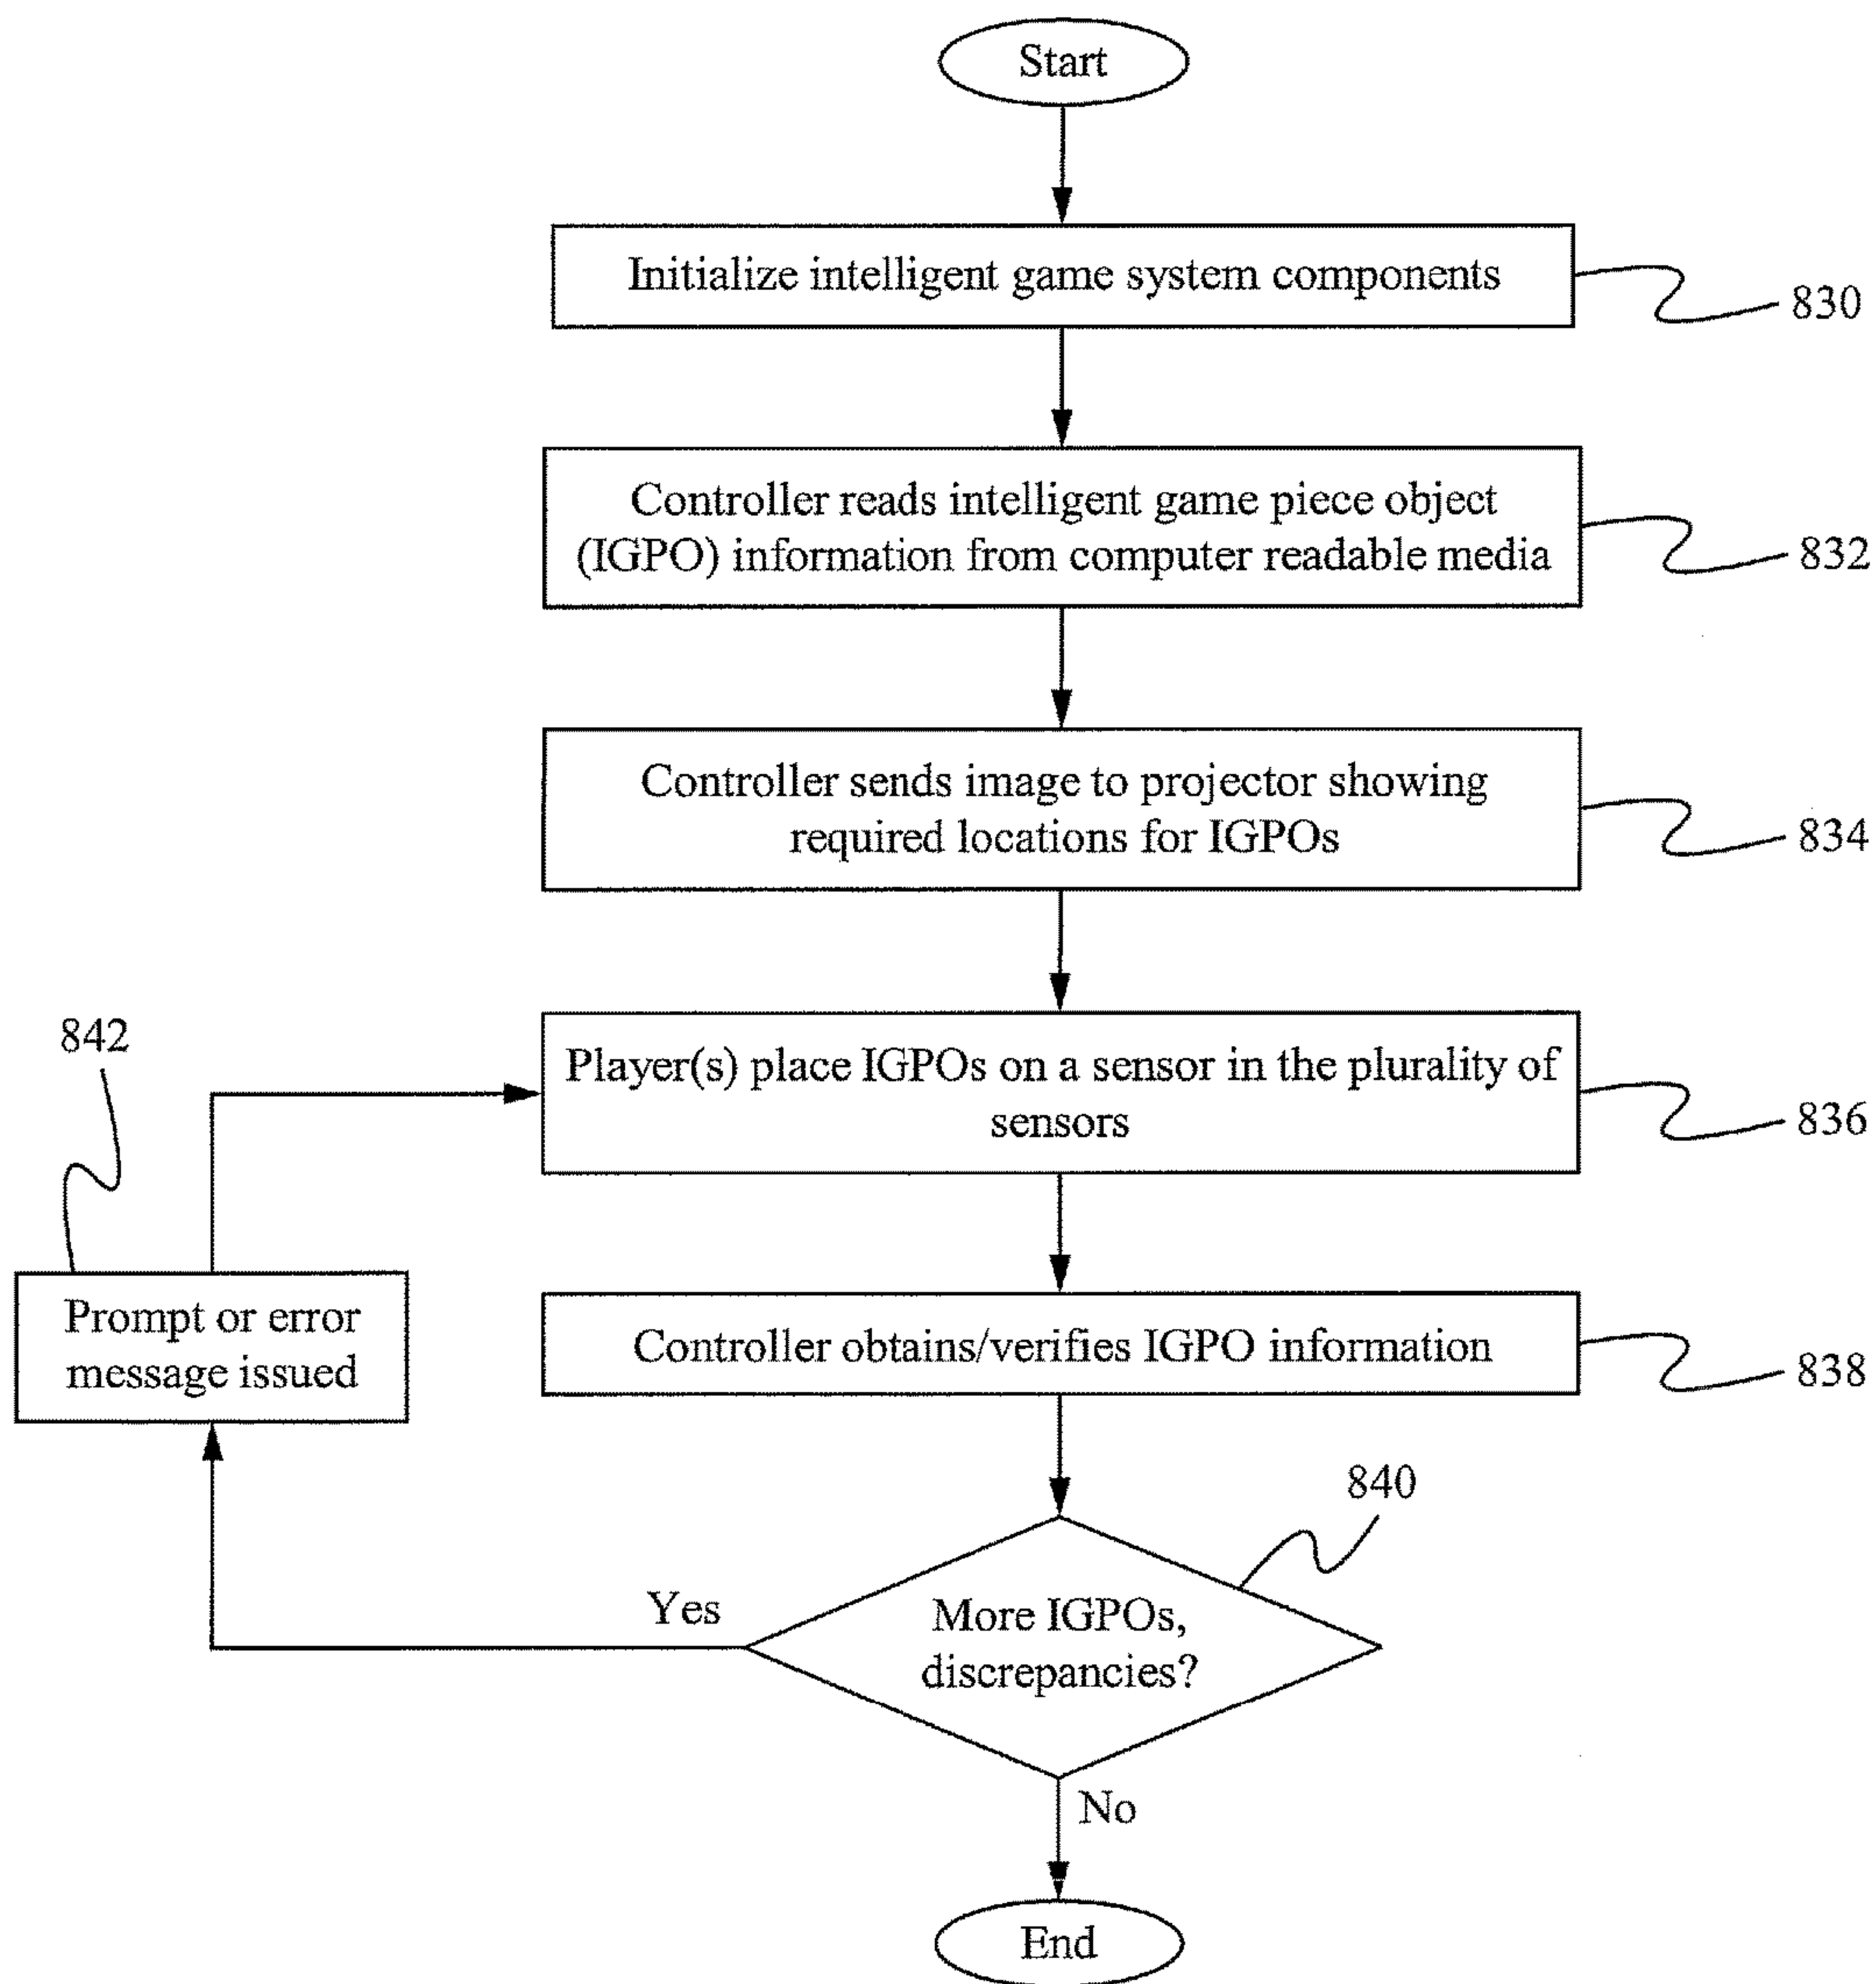 Start
Initialize intelligent game system components
830
Controller reads intelligent game piece object
(IGPO) information from computer readable media
832
Controller sends image to projector showing
required locations for IGPOs
834
842
Player(s) place IGPOs on a sensor in the plurality of
sensors
836
Prompt or error
message issued
Controller obtains/verifies IGPO information
838
840
Yes
More IGPOs,
discrepancies?
No
End